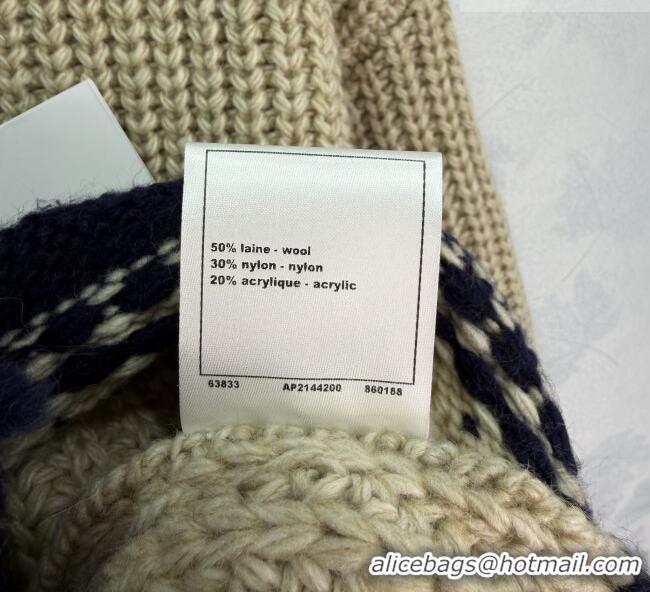 50% laine - wool
30% nylon - nylon
20% acrylique - acrylic
63833 AP2144200 860188
alicebags@hotmail.com